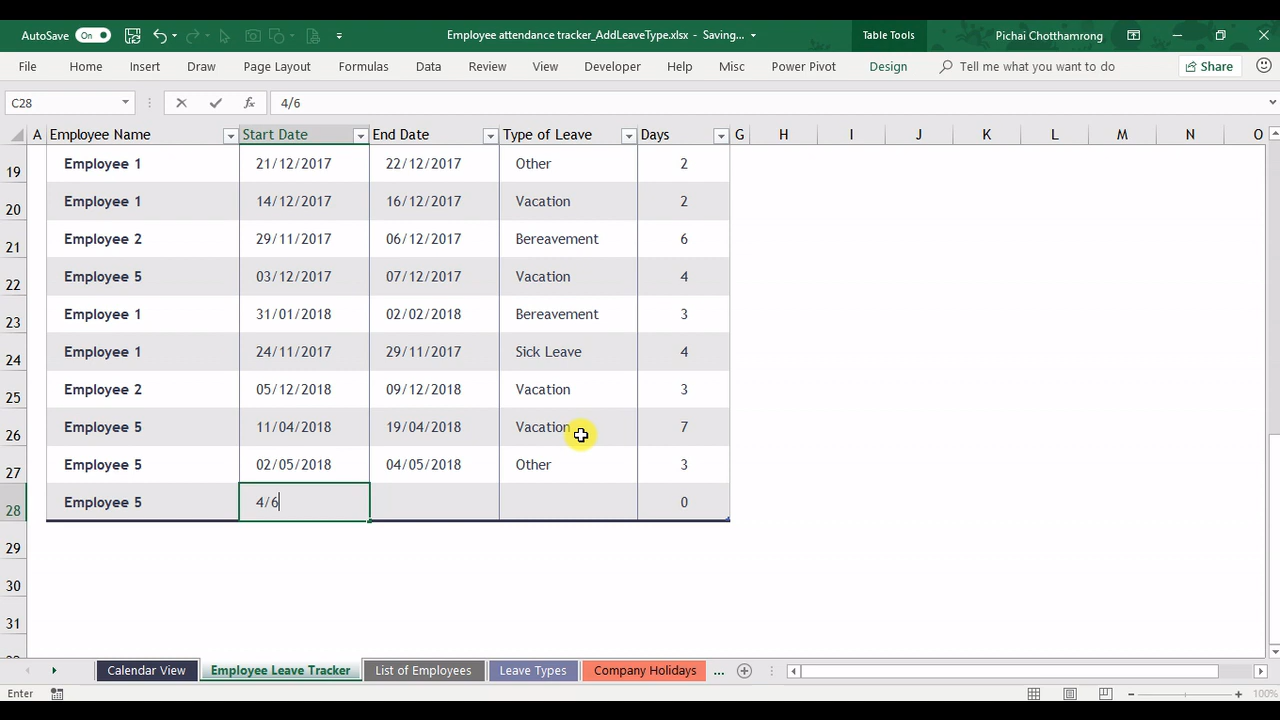 AutoSave On Employee attendance tracker_AddLeaveType.xlsx - Saving... Table Tools Pichai Chotthamrong
File Home Insert Draw Page Layout Formulas Data Review View Developer Help Misc Power Pivot Design Tell me what you want to do Share
C28 fx 4/6
A Employee Name Start Date End Date Type of Leave Days G H I J K L M N O
19 Employee 1 21/12/2017 22/12/2017 Other 2
20 Employee 1 14/12/2017 16/12/2017 Vacation 2
21 Employee 2 29/11/2017 06/12/2017 Bereavement 6
22 Employee 5 03/12/2017 07/12/2017 Vacation 4
23 Employee 1 31/01/2018 02/02/2018 Bereavement 3
24 Employee 1 24/11/2017 29/11/2017 Sick Leave 4
25 Employee 2 05/12/2018 09/12/2018 Vacation 3
26 Employee 5 11/04/2018 19/04/2018 Vacation 7
27 Employee 5 02/05/2018 04/05/2018 Other 3
28 Employee 5 4/6 0
29
30
31
Calendar View Employee Leave Tracker List of Employees Leave Types Company Holidays ...
Enter 100%